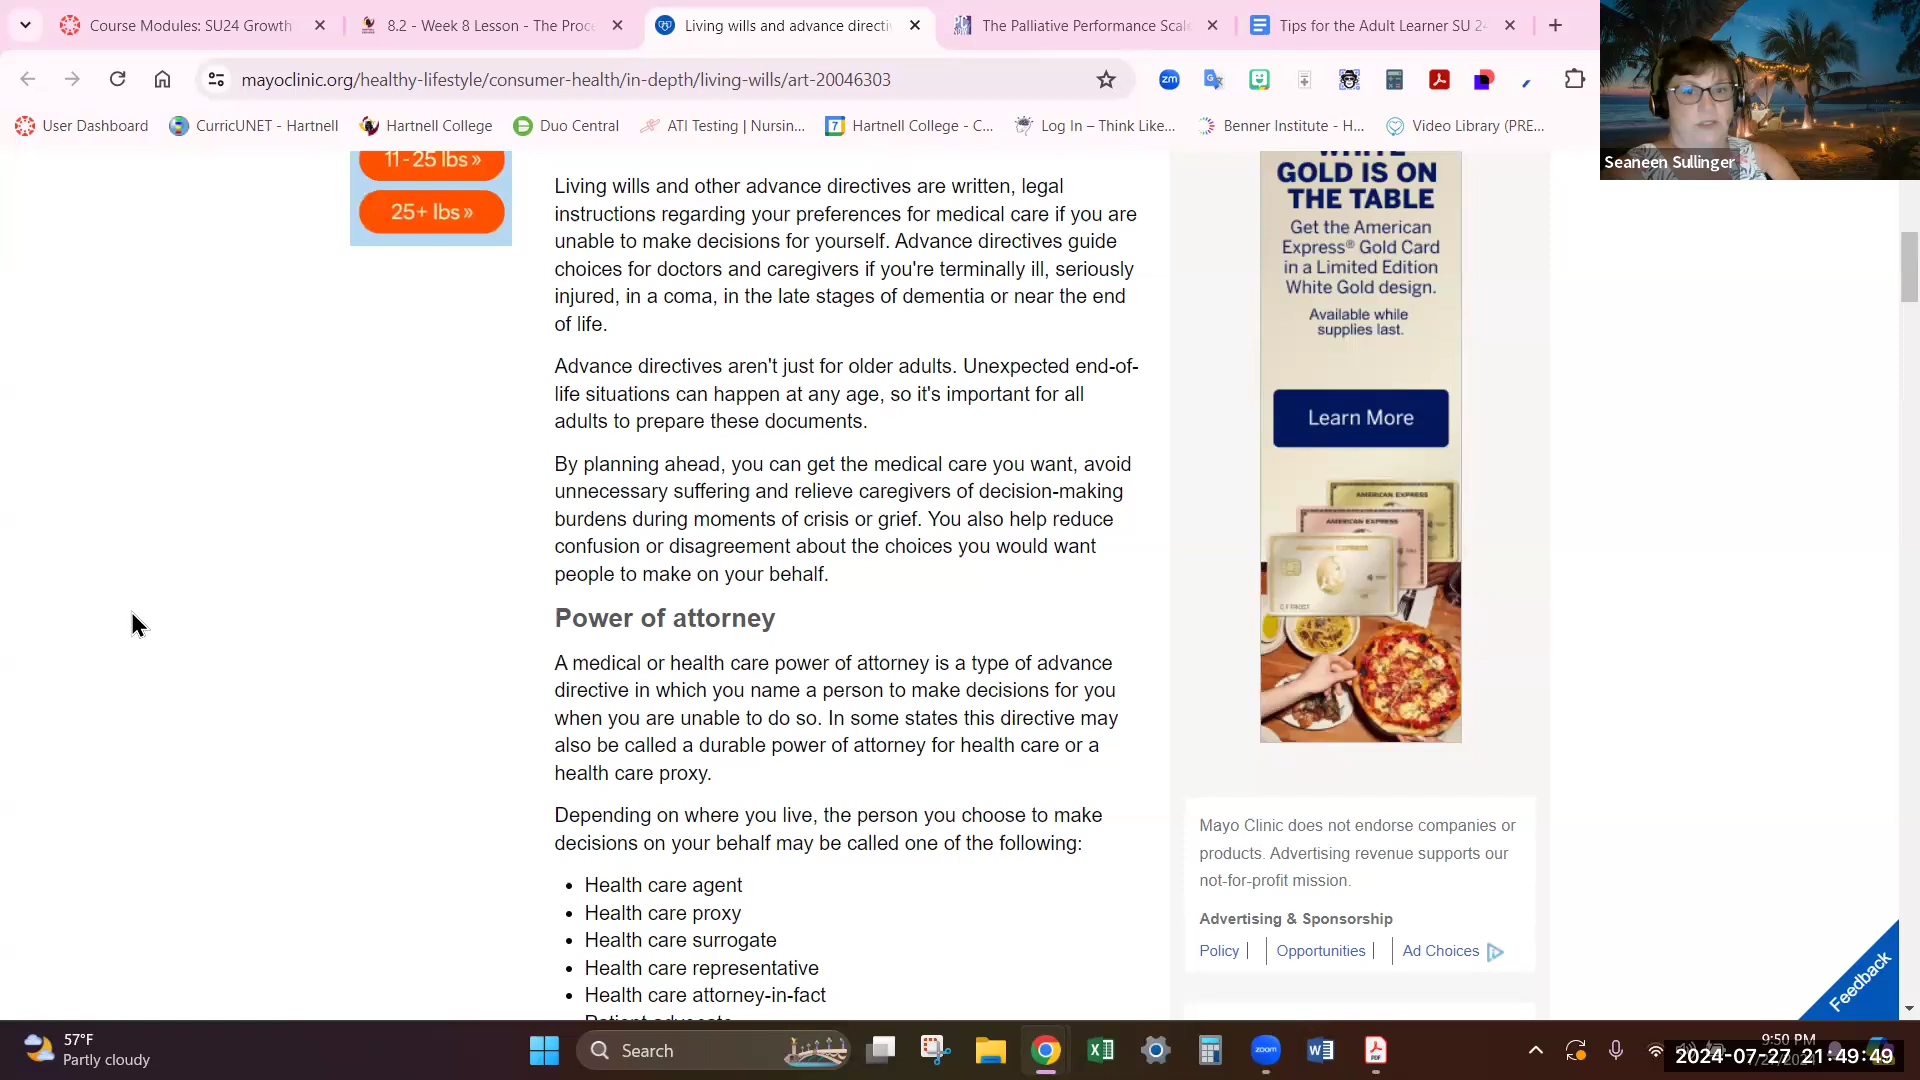 Course Modules: SU24 Growth
8.2 - Week 8 Lesson - The Proce
Living wills and advance directi
The Palliative Performance Scale
Tips for the Adult Learner SU 24
mayoclinic.org/healthy-lifestyle/consumer-health/in-depth/living-wills/art-20046303
zm
User Dashboard
CurricUNET - Hartnell
Hartnell College
Duo Central
ATI Testing | Nursin...
7
Hartnell College - C...
Log In – Think Like...
Benner Institute - H...
Video Library (PRE...
Seaneen Sullinger
11-25 lbs »
25+ lbs »
Living wills and other advance directives are written, legal
instructions regarding your preferences for medical care if you are
unable to make decisions for yourself. Advance directives guide
choices for doctors and caregivers if you're terminally ill, seriously
injured, in a coma, in the late stages of dementia or near the end
of life.
Advance directives aren't just for older adults. Unexpected end-of-
life situations can happen at any age, so it's important for all
adults to prepare these documents.
By planning ahead, you can get the medical care you want, avoid
unnecessary suffering and relieve caregivers of decision-making
burdens during moments of crisis or grief. You also help reduce
confusion or disagreement about the choices you would want
people to make on your behalf.
Power of attorney
A medical or health care power of attorney is a type of advance
directive in which you name a person to make decisions for you
when you are unable to do so. In some states this directive may
also be called a durable power of attorney for health care or a
health care proxy.
Depending on where you live, the person you choose to make
decisions on your behalf may be called one of the following:
• Health care agent
• Health care proxy
• Health care surrogate
• Health care representative
• Health care attorney-in-fact
• Patient advocate
WHITE
GOLD IS ON
THE TABLE
Get the American
Express® Gold Card
in a Limited Edition
White Gold design.
Available while
supplies last.
Learn More
AMERICAN EXPRESS
AMERICAN EXPRESS
AMERICAN EXPRESS
C F FROST
Mayo Clinic does not endorse companies or
products. Advertising revenue supports our
not-for-profit mission.
Advertising & Sponsorship
Policy |
Opportunities |
Ad Choices
Feedback
57°F
Partly cloudy
Search
zoom
9:50 PM
2024-07-27 21:49:49